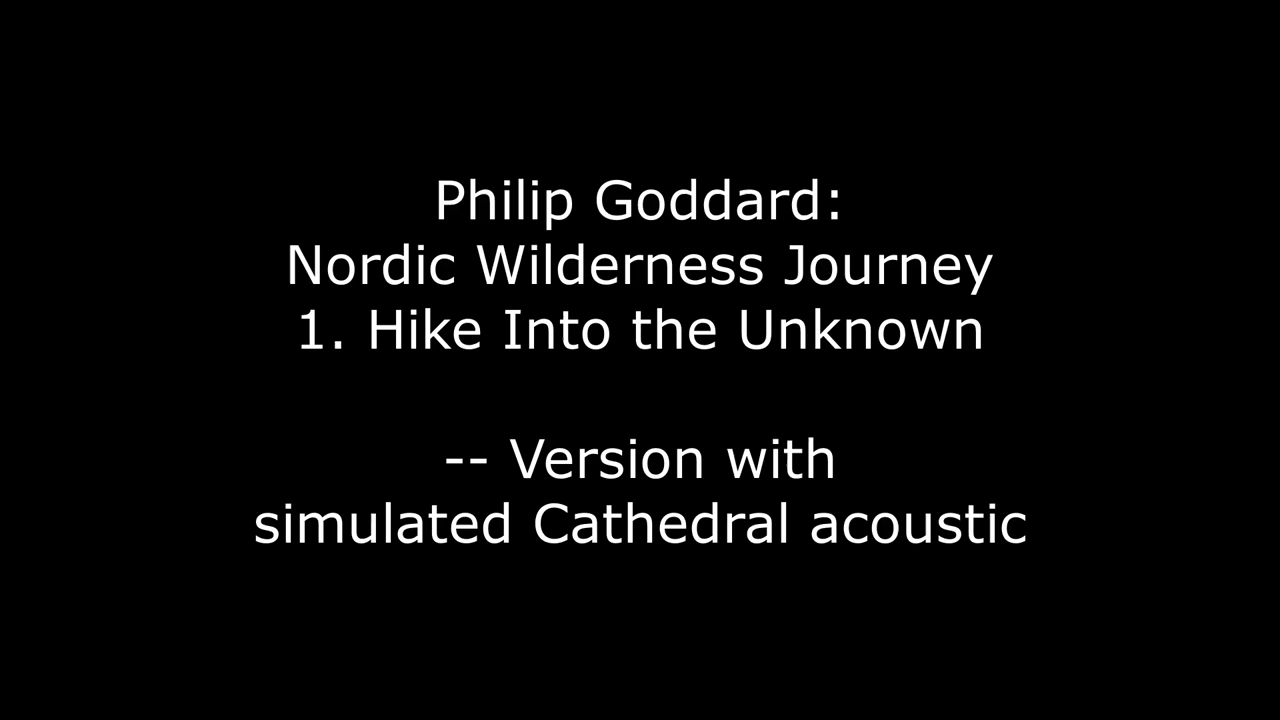 Philip Goddard:
Nordic Wilderness Journey
1. Hike Into the Unknown
-- Version with
simulated Cathedral acoustic